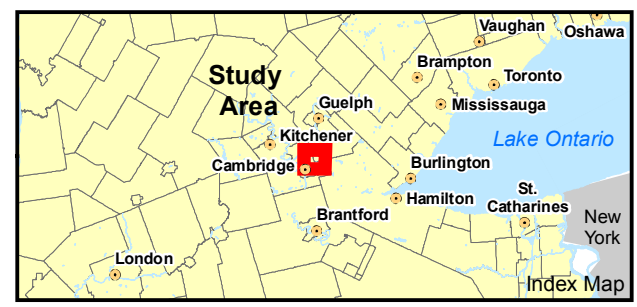 Vaughan
Oshawa
Brampton
Study
Area
Toronto
Guelph
Mississauga
Kitchener
Lake Ontario
Cambridge
Burlington
Hamilton
St.
Catharines
Brantford
New
York
London
Index Map